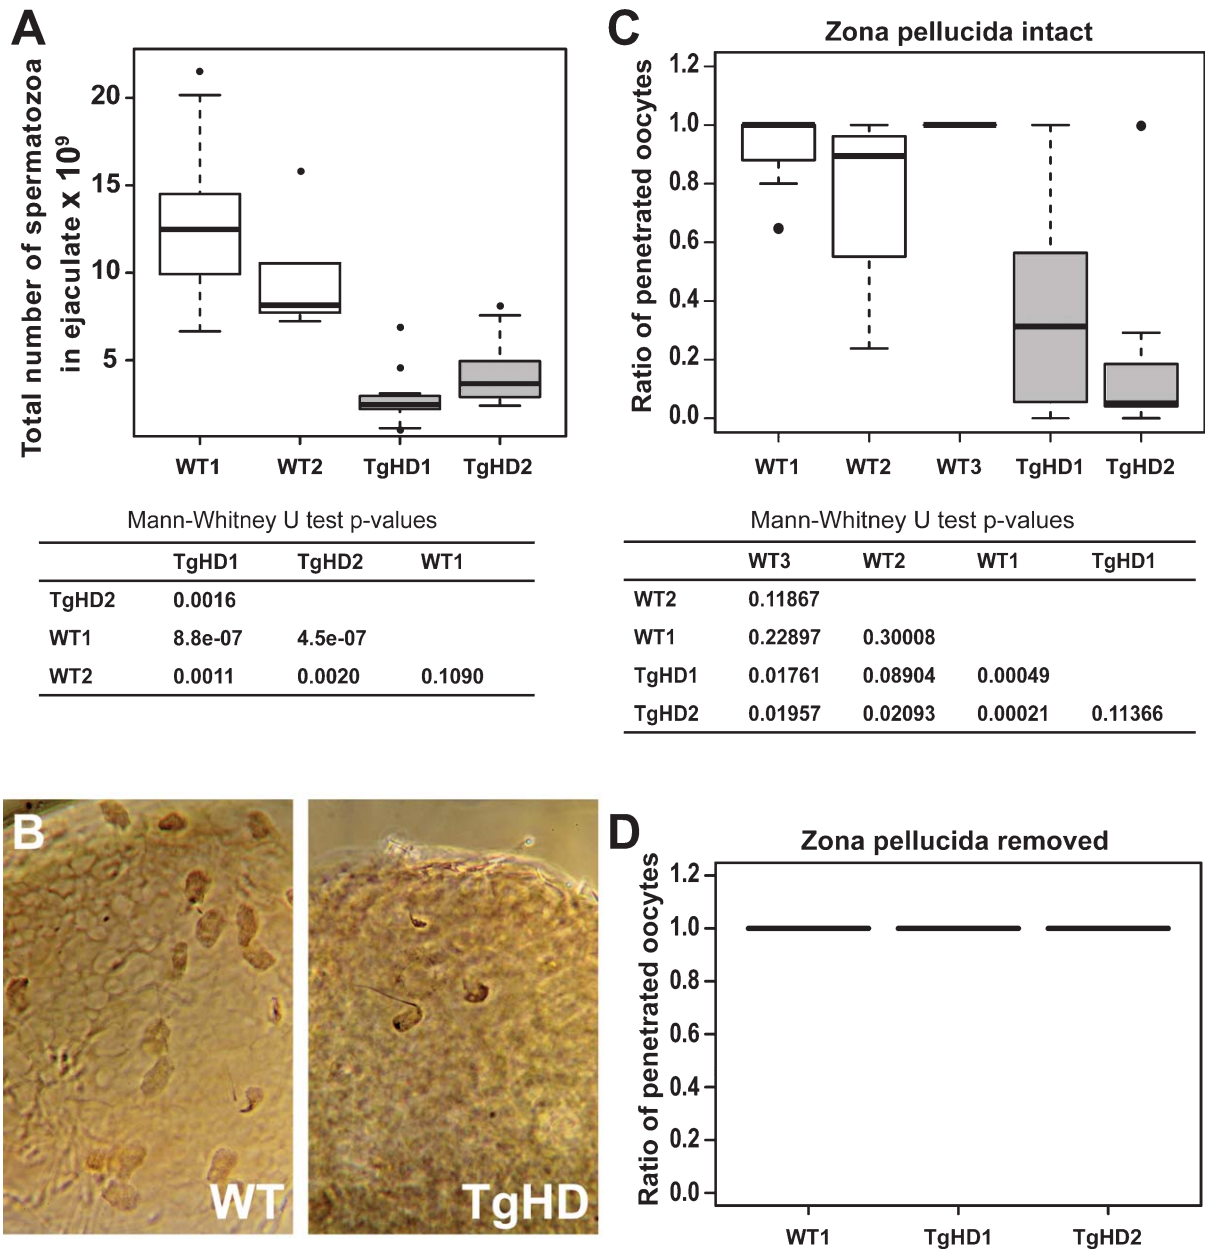 A
Total number of spermatozoa
in ejaculate x 10⁹
20
15
10
5
WT1 WT2 TgHD1 TgHD2
Mann-Whitney U test p-values
TgHD1 TgHD2 WT1
TgHD2 0.0016
WT1 8.8e-07 4.5e-07
WT2 0.0011 0.0020 0.1090
C
Zona pellucida intact
Ratio of penetrated oocytes
1.2
1.0
0.8
0.6
0.4
0.2
0.0
WT1 WT2 WT3 TgHD1 TgHD2
Mann-Whitney U test p-values
WT3 WT2 WT1 TgHD1
WT2 0.11867
WT1 0.22897 0.30008
TgHD1 0.01761 0.08904 0.00049
TgHD2 0.01957 0.02093 0.00021 0.11366
B
WT
TgHD
D
Zona pellucida removed
Ratio of penetrated oocytes
1.2
1.0
0.8
0.6
0.4
0.2
0.0
WT1 TgHD1 TgHD2